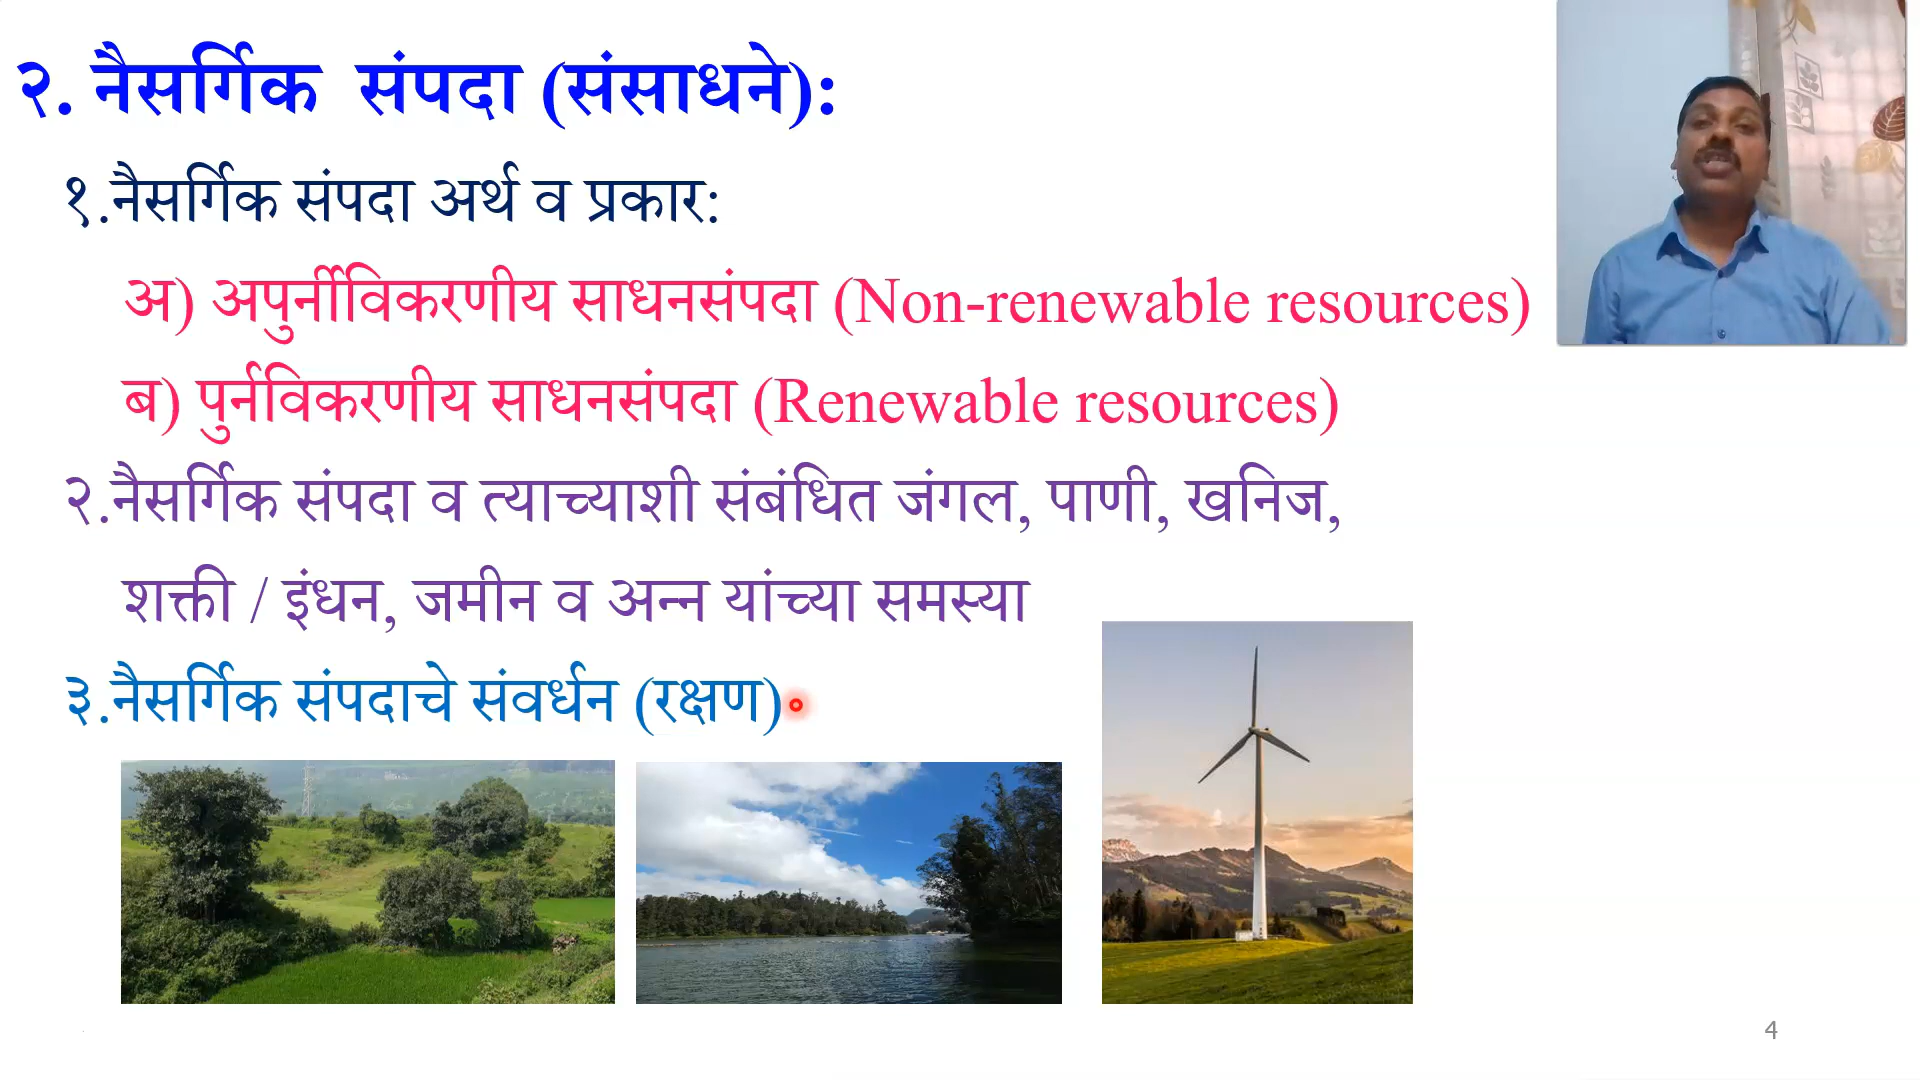 २. नैसर्गिक संपदा (संसाधने):
१.नैसर्गिक संपदा अर्थ व प्रकार:
अ) अपुर्नीविकरणीय साधनसंपदा (Non-renewable resources)
ब) पुर्नविकरणीय साधनसंपदा (Renewable resources)
२.नैसर्गिक संपदा व त्याच्याशी संबंधित जंगल, पाणी, खनिज,
शक्ती / इंधन, जमीन व अन्न यांच्या समस्या
३.नैसर्गिक संपदाचे संवर्धन (रक्षण)
4